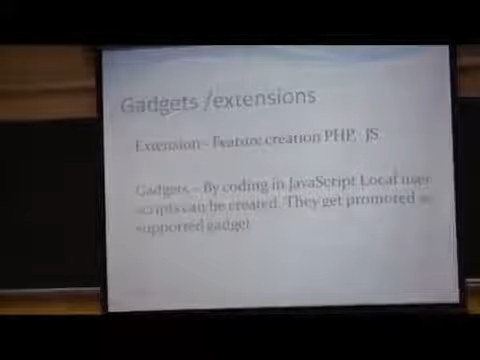 Gadgets /extensions
Extension - Feature creation PHP, JS
Gadgets – By coding in JavaScript Local user
scripts can be created. They get promoted as
supported gadget